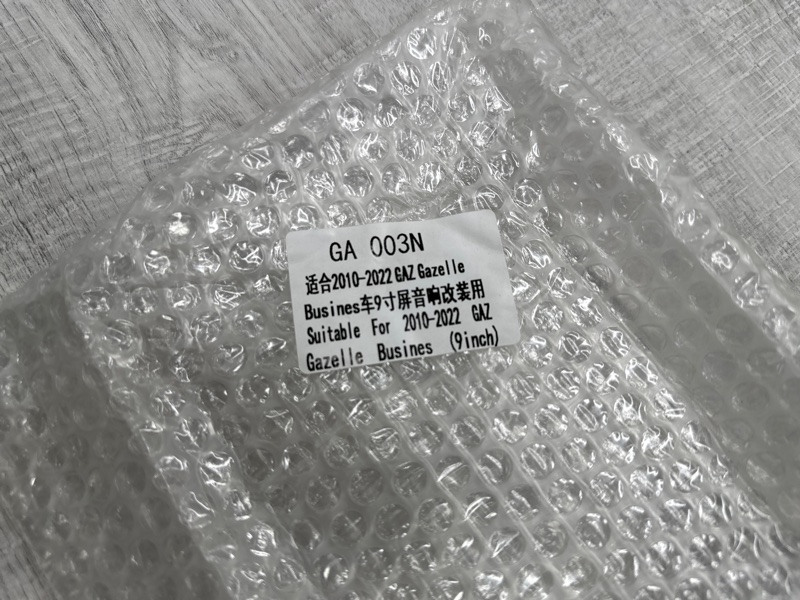 GA 003N
适合2010-2022 GAZ Gazelle
Busines车9寸屏音响改装用
Suitable For 2010-2022 GAZ
Gazelle Busines (9inch)